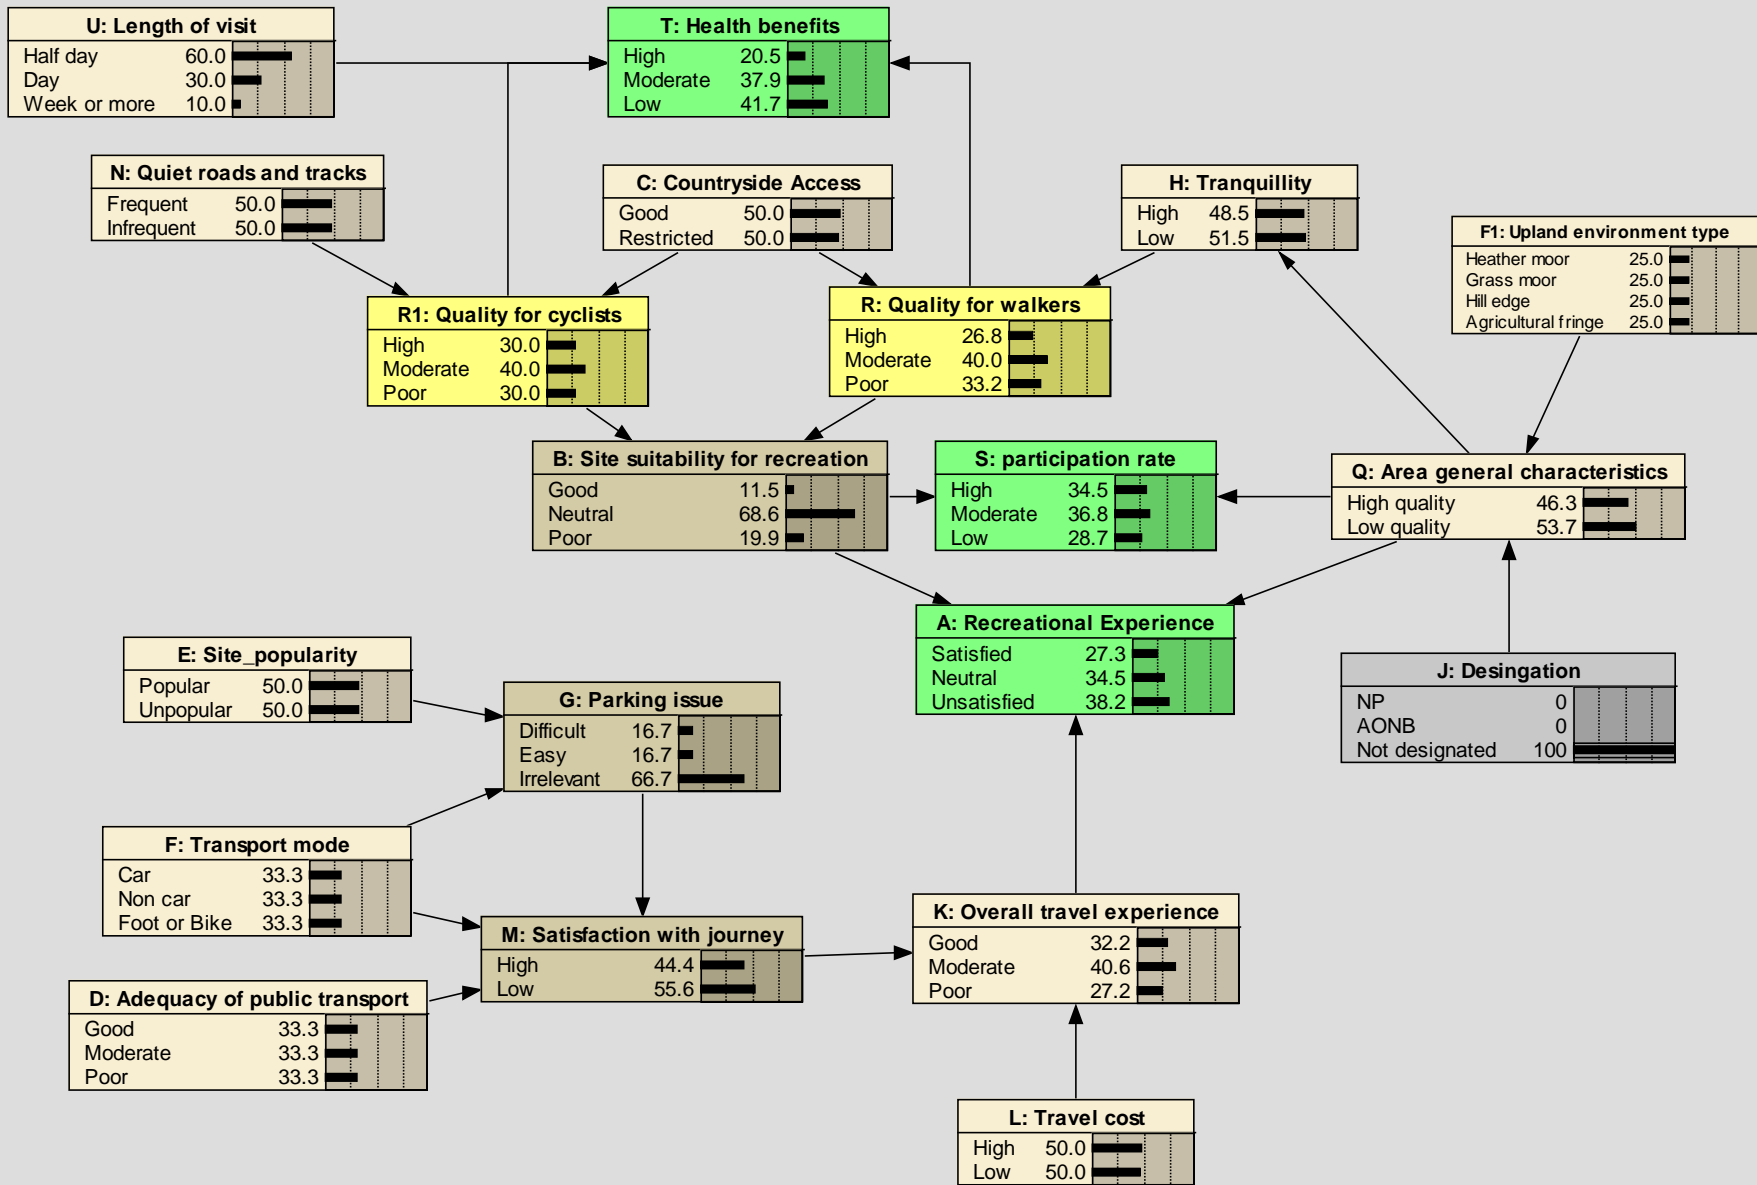 U: Length of visit
Half day 60.0
Day 30.0
Week or more 10.0
T: Health benefits
High 20.5
Moderate 37.9
Low 41.7
N: Quiet roads and tracks
Frequent 50.0
Infrequent 50.0
C: Countryside Access
Good 50.0
Restricted 50.0
H: Tranquillity
High 48.5
Low 51.5
F1: Upland environment type
Heather moor 25.0
Grass moor 25.0
Hill edge 25.0
Agricultural fringe 25.0
R1: Quality for cyclists
High 30.0
Moderate 40.0
Poor 30.0
R: Quality for walkers
High 26.8
Moderate 40.0
Poor 33.2
B: Site suitability for recreation
Good 11.5
Neutral 68.6
Poor 19.9
S: participation rate
High 34.5
Moderate 36.8
Low 28.7
Q: Area general characteristics
High quality 46.3
Low quality 53.7
A: Recreational Experience
Satisfied 27.3
Neutral 34.5
Unsatisfied 38.2
E: Site_popularity
Popular 50.0
Unpopular 50.0
G: Parking issue
Difficult 16.7
Easy 16.7
Irrelevant 66.7
J: Desingation
NP 0
AONB 0
Not designated 100
F: Transport mode
Car 33.3
Non car 33.3
Foot or Bike 33.3
M: Satisfaction with journey
High 44.4
Low 55.6
K: Overall travel experience
Good 32.2
Moderate 40.6
Poor 27.2
D: Adequacy of public transport
Good 33.3
Moderate 33.3
Poor 33.3
L: Travel cost
High 50.0
Low 50.0